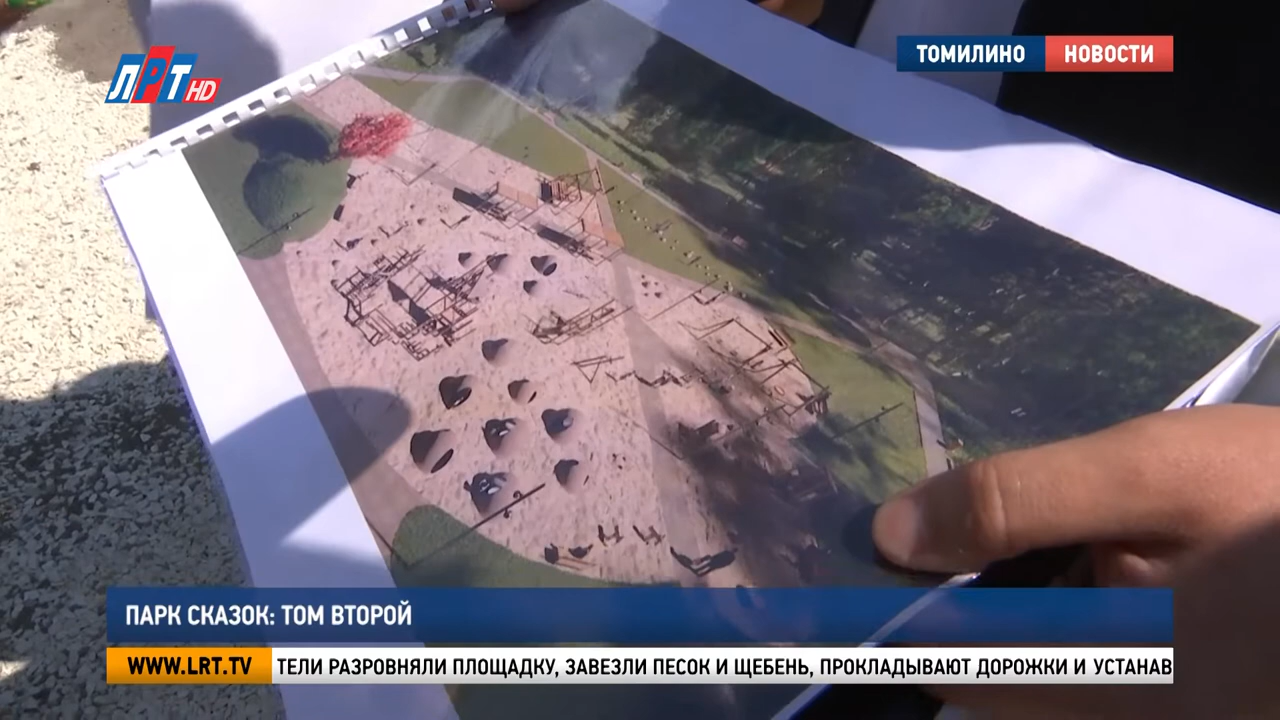 ЛРТ HD
ТОМИЛИНО НОВОСТИ
ПАРК СКАЗОК: ТОМ ВТОРОЙ
WWW.LRT.TV ТЕЛИ РАЗРОВНЯЛИ ПЛОЩАДКУ, ЗАВЕЗЛИ ПЕСОК И ЩЕБЕНЬ, ПРОКЛАДЫВАЮТ ДОРОЖКИ И УСТАНАВ